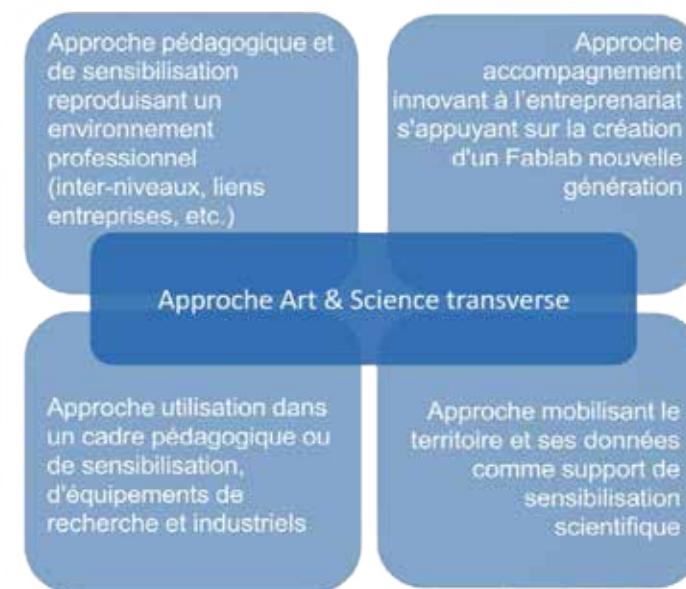 Approche pédagogique et
de sensibilisation
reproduisant un
environnement
professionnel
(inter-niveaux, liens
entreprises, etc.)
Approche
accompagnement
innovant à l'entreprenariat
s'appuyant sur la création
d'un Fablab nouvelle
génération
Approche Art & Science transverse
Approche utilisation dans
un cadre pédagogique ou
de sensibilisation,
d'équipements de
recherche et industriels
Approche mobilisant le
territoire et ses données
comme support de
sensibilisation
scientifique